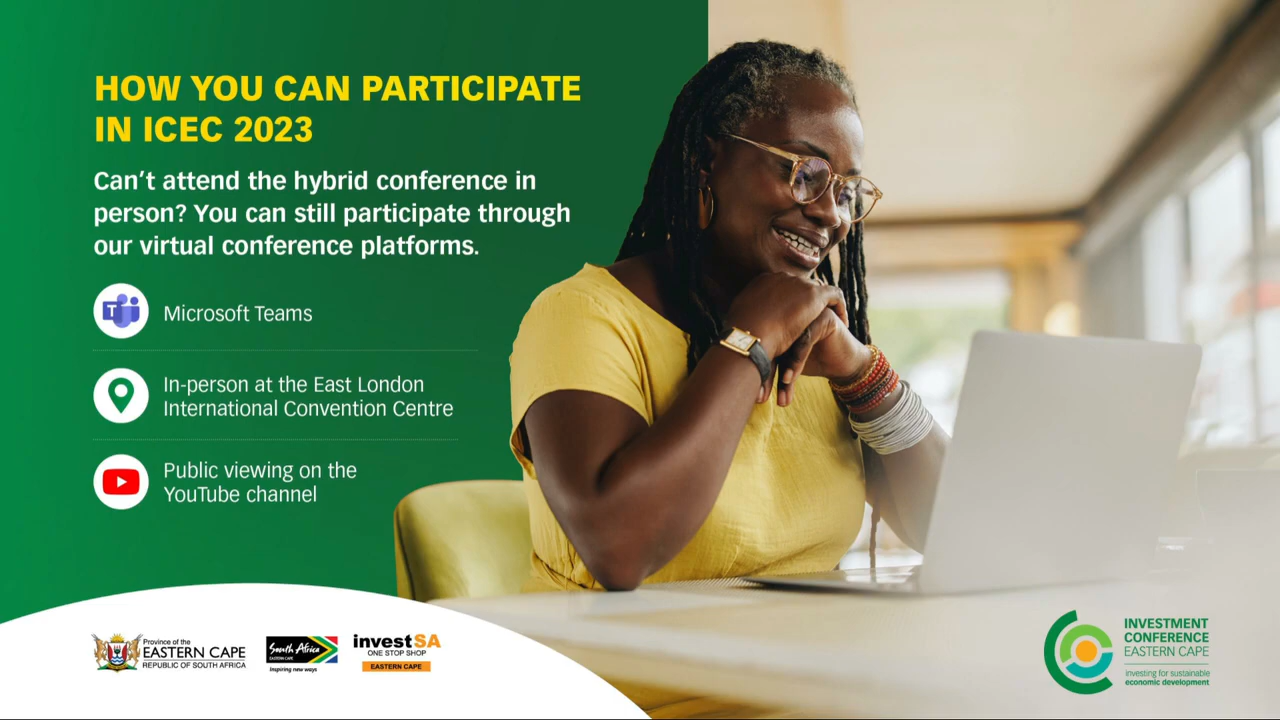 HOW YOU CAN PARTICIPATE
IN ICEC 2023
Can't attend the hybrid conference in
person? You can still participate through
our virtual conference platforms.
T
Microsoft Teams
In-person at the East London
International Convention Centre
Public viewing on the
YouTube channel
Province of the
EASTERN CAPE
REPUBLIC OF SOUTH AFRICA
South Africa
EASTERN CAPE
Inspiring new ways
investSA
ONE STOP SHOP
EASTERN CAPE
INVESTMENT
CONFERENCE
EASTERN CAPE
investing for sustainable
economic development